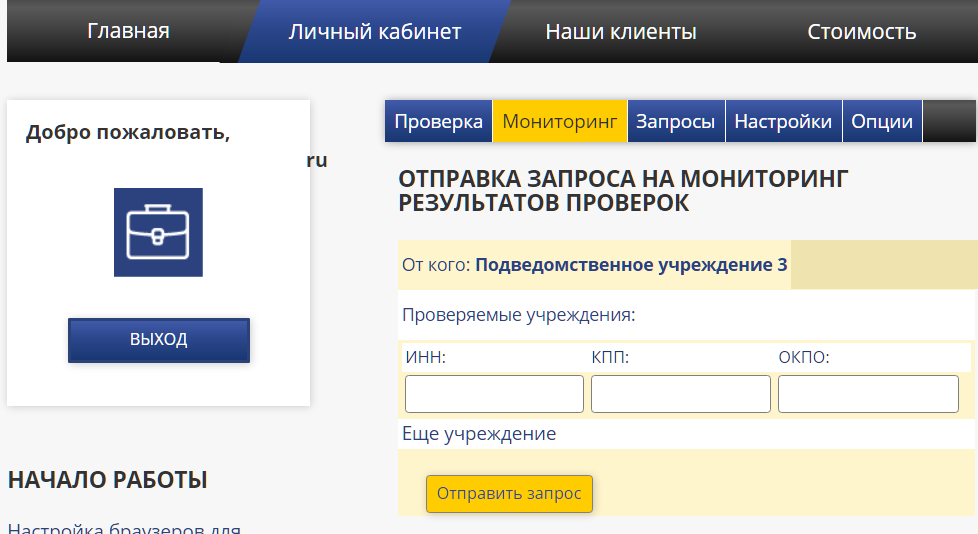 Главная Личный кабинет Наши клиенты Стоимость
Добро пожаловать,
ru
ВЫХОД
НАЧАЛО РАБОТЫ
Настройка браузеров для
Проверка Мониторинг Запросы Настройки Опции
ОТПРАВКА ЗАПРОСА НА МОНИТОРИНГ
РЕЗУЛЬТАТОВ ПРОВЕРОК
От кого: Подведомственное учреждение 3
Проверяемые учреждения:
ИНН: КПП: ОКПО:
Еще учреждение
Отправить запрос